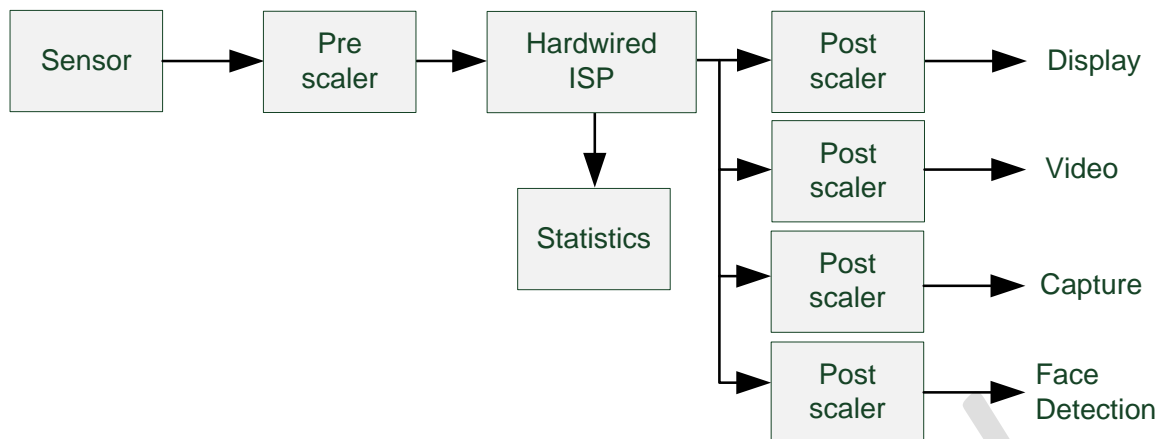 Sensor
Pre
scaler
Hardwired
ISP
Statistics
Post
scaler
Display
Post
scaler
Video
Post
scaler
Capture
Post
scaler
Face
Detection